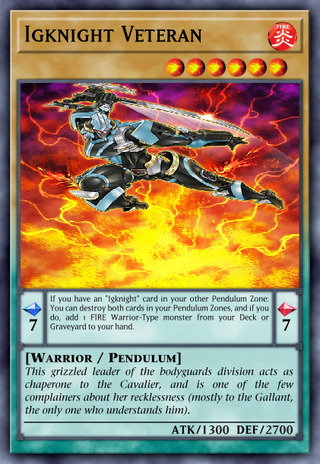 Igknight Veteran
FIRE
炎
If you have an "Igknight" card in your other Pendulum Zone:
You can destroy both cards in your Pendulum Zones, and if you
do, add 1 FIRE Warrior-Type monster from your Deck or
Graveyard to your hand.
7
7
[Warrior / Pendulum]
This grizzled leader of the bodyguards division acts as
chaperone to the Cavalier, and is one of the few
complainers about her recklessness (mostly to the Gallant,
the only one who understands him).
ATK/1300 DEF/2700